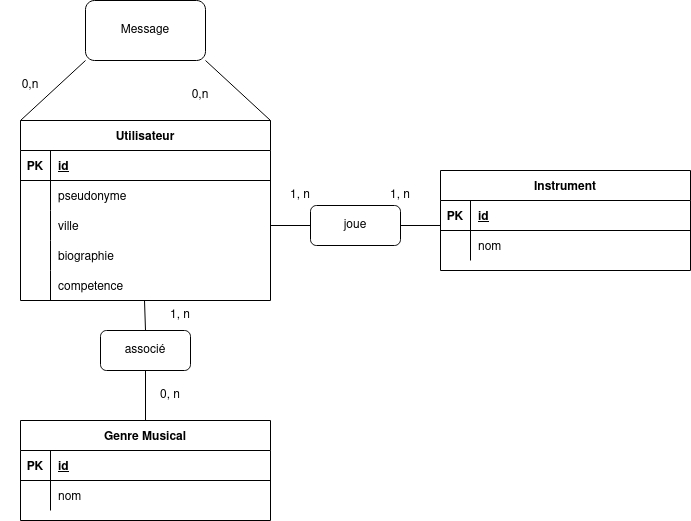 Message
0,n
0,n
Utilisateur
PK id
pseudonyme
ville
biographie
competence
1, n
1, n
joue
Instrument
PK id
nom
1, n
associé
0, n
Genre Musical
PK id
nom